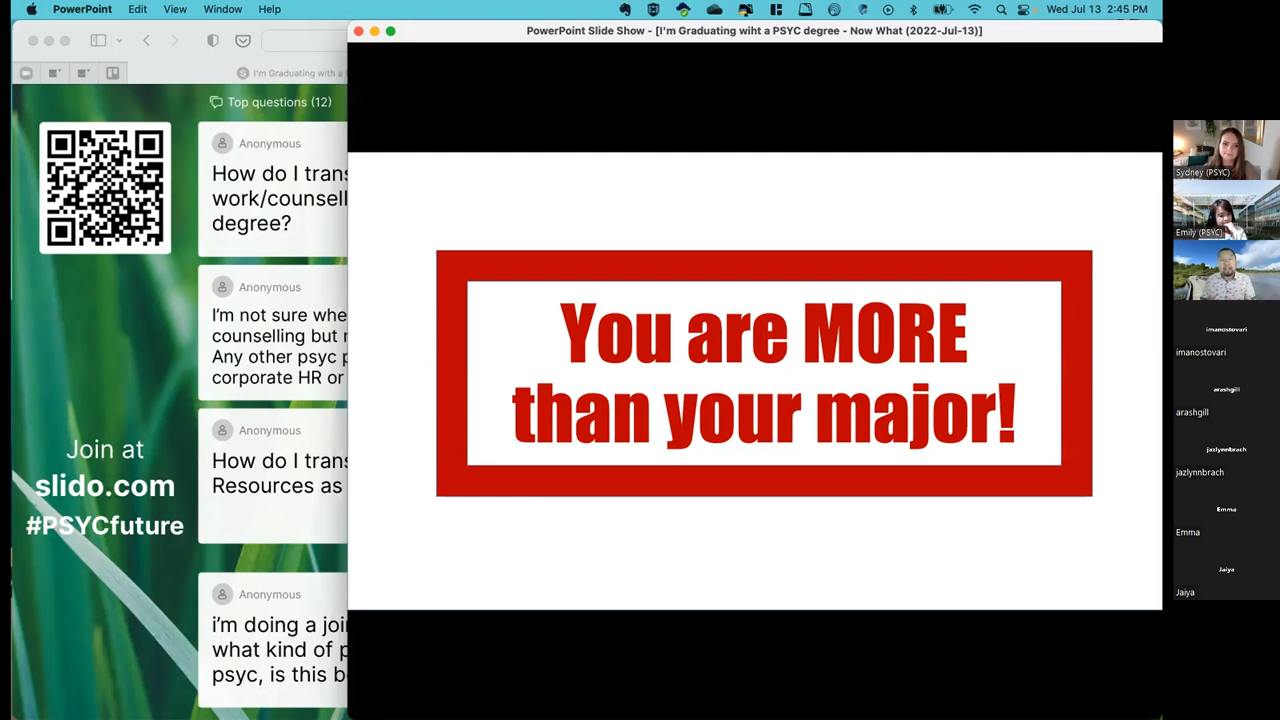 PowerPoint Edit View Window Help
Wed Jul 13 2:45 PM
PowerPoint Slide Show - [I'm Graduating wiht a PSYC degree - Now What (2022-Jul-13)]
I'm Graduating with a
Top questions (12)
Anonymous
How do I trans
work/counsell
degree?
Anonymous
I'm not sure whe
counselling but
Any other psyc p
corporate HR or
Anonymous
How do I trans
Resources as
Anonymous
i'm doing a joi
what kind of p
psyc, is this be
Join at
slido.com
#PSYCfuture
You are MORE
than your major!
Sydney (PSYC)
Emily (PSYC)
imanostovari
imanostovari
arashgill
arashgill
jazlynnbrach
jazlynnbrach
Emma
Emma
Jaiya
Jaiya